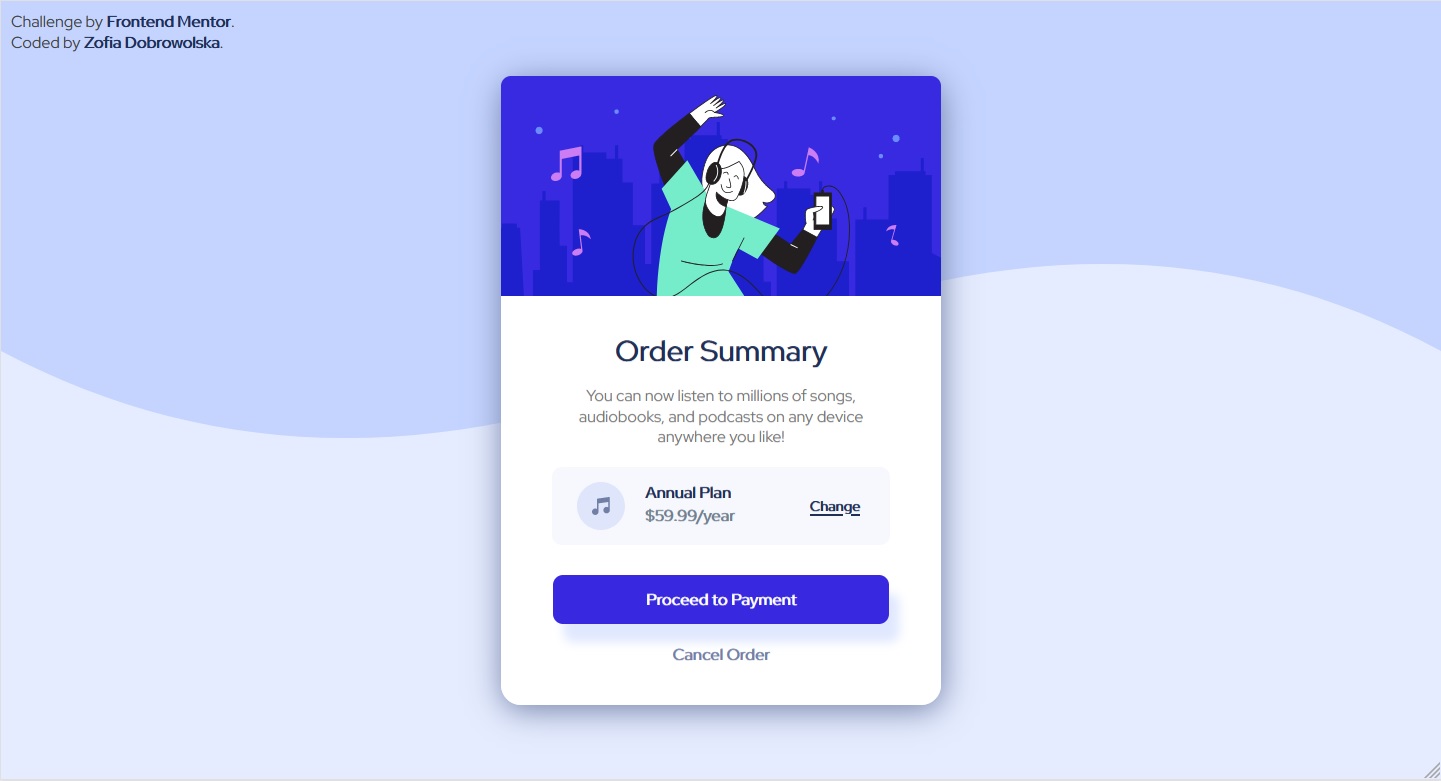 Challenge by Frontend Mentor.
Coded by Zofia Dobrowolska.
Order Summary
You can now listen to millions of songs,
audiobooks, and podcasts on any device
anywhere you like!
Annual Plan
$59.99/year
Change
Proceed to Payment
Cancel Order